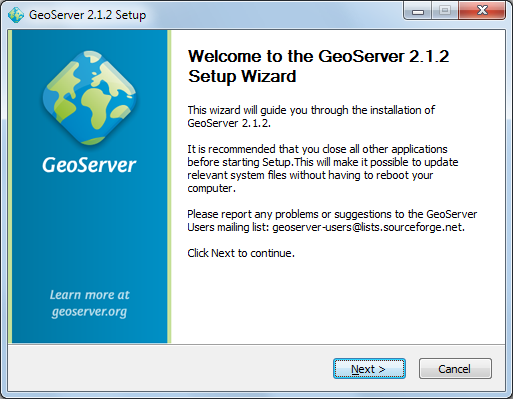 GeoServer 2.1.2 Setup
Welcome to the GeoServer 2.1.2
Setup Wizard
This wizard will guide you through the installation of
GeoServer 2.1.2.
It is recommended that you close all other applications
before starting Setup.This will make it possible to update
relevant system files without having to reboot your
computer.
Please report any problems or suggestions to the GeoServer
Users mailing list: geoserver-users@lists.sourceforge.net.
Click Next to continue.
GeoServer
Learn more at
geoserver.org
Next >
Cancel